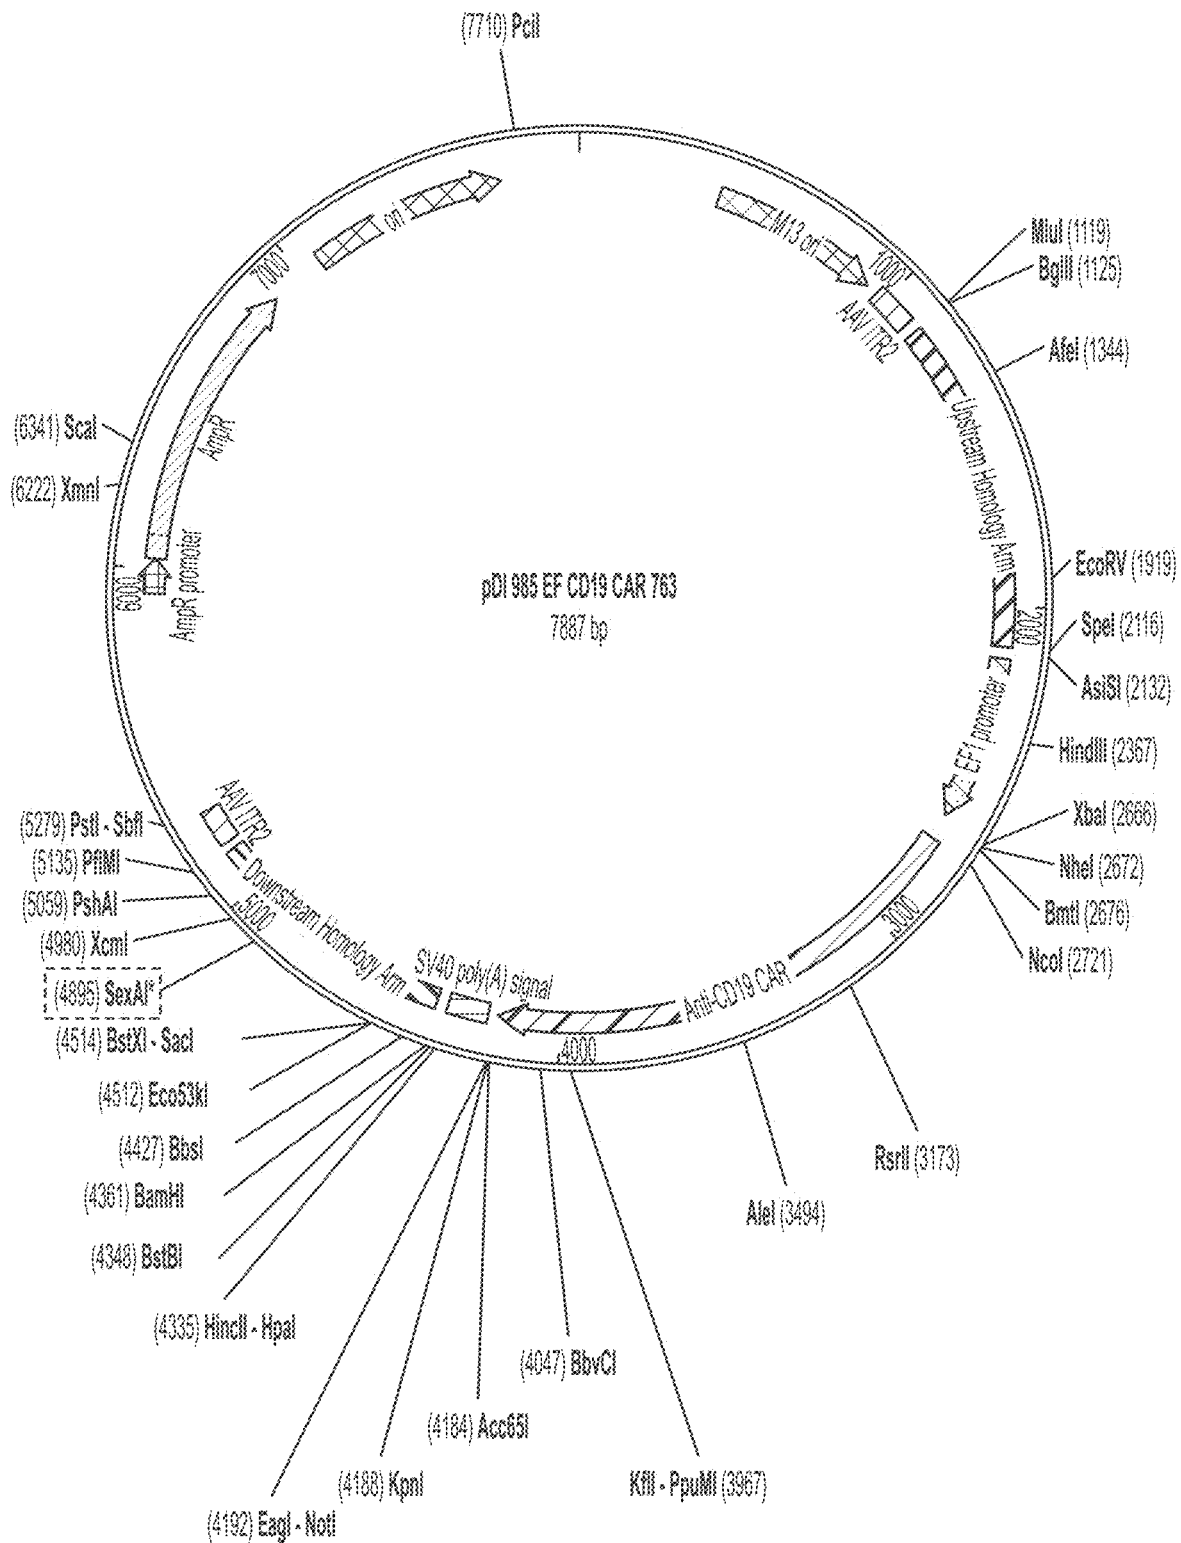 (7710) PciI
MluI (1119)
BglII (1125)
AfeI (1344)
EcoRV (1919)
SpeI (2116)
AsiSI (2132)
HindIII (2367)
XbaI (2666)
NheI (2672)
BmtI (2676)
NcoI (2721)
RsrII (3173)
AleI (3494)
KflI - PpuMI (3967)
(4047) BbvCI
(4184) Acc65I
(4188) KpnI
(4192) EagI - NotI
(4335) HincII - HpaI
(4348) BstBI
(4361) BamHI
(4427) BbsI
(4512) Eco53kI
(4514) BstXI - SacI
(4895) SexAI*
(4980) XcmI
(5059) PshAI
(5135) PflMI
(5279) PstI - SbfI
(6222) XmnI
(6341) ScaI
pDI 985 EF CD19 CAR 763
7887 bp
ori
M13 ori
1000
AAV ITR2
Upstream Homology Arm
2000
EF1 promoter
3000
Anti-CD19 CAR
4000
SV40 poly(A) signal
Downstream Homology Arm
5000
AAV ITR2
6000
AmpR promoter
AmpR
7000